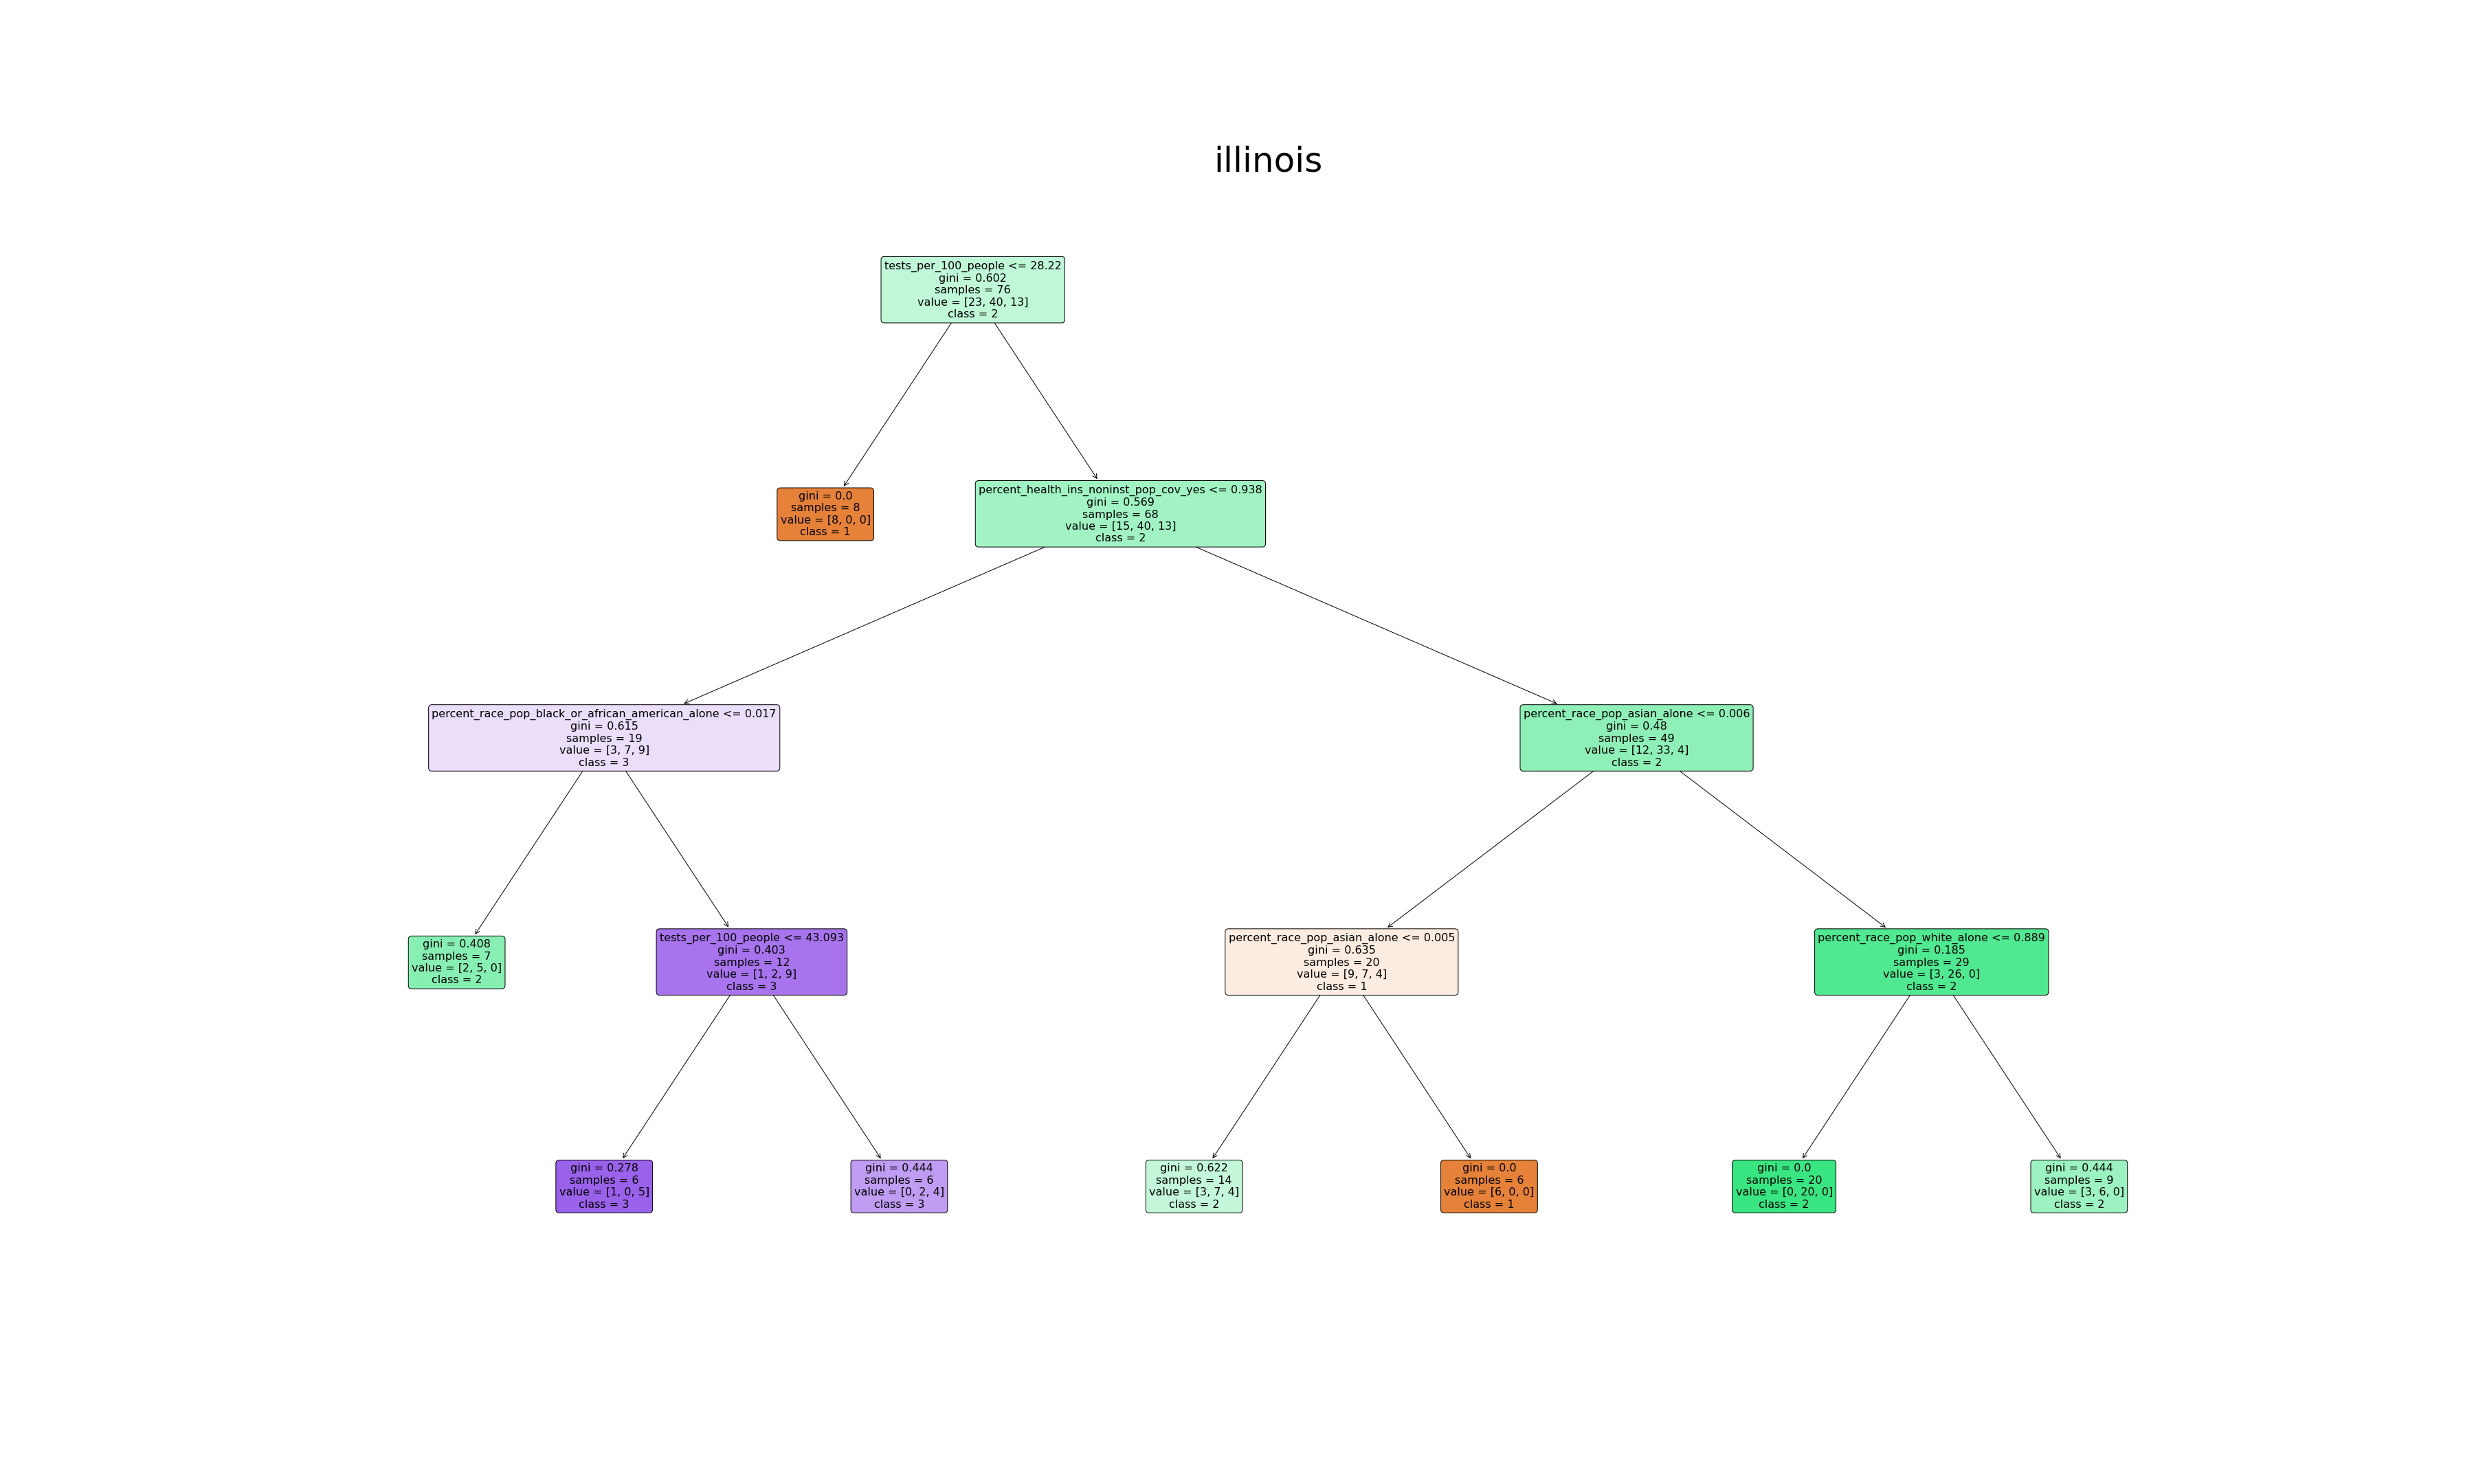 illinois
tests_per_100_people <= 28.22
gini = 0.602
samples = 76
value = [23, 40, 13]
class = 2
gini = 0.0
samples = 8
value = [8, 0, 0]
class = 1
percent_health_ins_noninst_pop_cov_yes <= 0.938
gini = 0.569
samples = 68
value = [15, 40, 13]
class = 2
percent_race_pop_black_or_african_american_alone <= 0.017
gini = 0.615
samples = 19
value = [3, 7, 9]
class = 3
percent_race_pop_asian_alone <= 0.006
gini = 0.48
samples = 49
value = [12, 33, 4]
class = 2
gini = 0.408
samples = 7
value = [2, 5, 0]
class = 2
tests_per_100_people <= 43.093
gini = 0.403
samples = 12
value = [1, 2, 9]
class = 3
percent_race_pop_asian_alone <= 0.005
gini = 0.635
samples = 20
value = [9, 7, 4]
class = 1
percent_race_pop_white_alone <= 0.889
gini = 0.185
samples = 29
value = [3, 26, 0]
class = 2
gini = 0.278
samples = 6
value = [1, 0, 5]
class = 3
gini = 0.444
samples = 6
value = [0, 2, 4]
class = 3
gini = 0.622
samples = 14
value = [3, 7, 4]
class = 2
gini = 0.0
samples = 6
value = [6, 0, 0]
class = 1
gini = 0.0
samples = 20
value = [0, 20, 0]
class = 2
gini = 0.444
samples = 9
value = [3, 6, 0]
class = 2